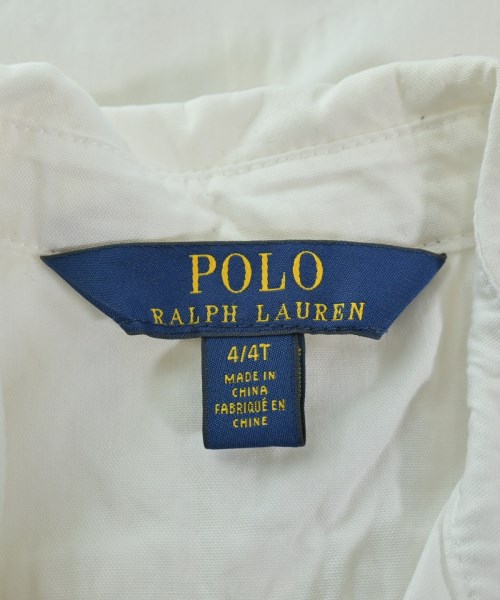 POLO
RALPH LAUREN
4/4T
MADE IN
CHINA
FABRIQUÉ EN
CHINE